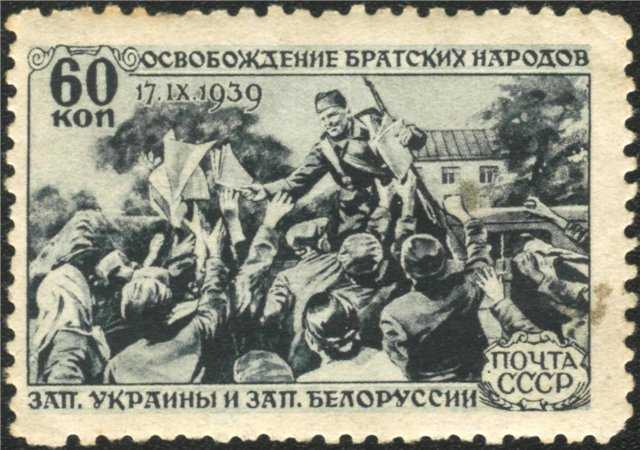 60
коп
ОСВОБОЖДЕНИЕ БРАТСКИХ НАРОДОВ
17.IX.1939
ПОЧТА
СССР
ЗАП. УКРАИНЫ И ЗАП. БЕЛОРУССИИ